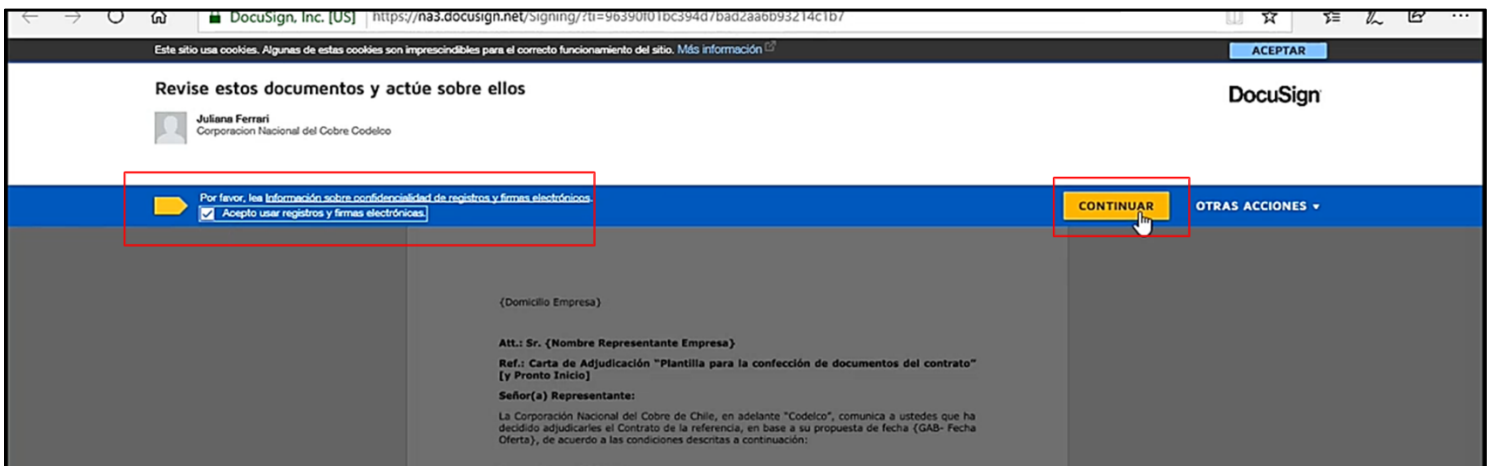 DocuSign, Inc. [US] https://na3.docusign.net/Signing/?ti=96390f01bc394d7bad2aa6b93214c1b7
Este sitio usa cookies. Algunas de estas cookies son imprescindibles para el correcto funcionamiento del sitio. Más información
ACEPTAR
Revise estos documentos y actúe sobre ellos
DocuSign
Juliana Ferrari
Corporacion Nacional del Cobre Codelco
Por favor, lea Información sobre confidencialidad de registros y firmas electrónicos.
Acepto usar registros y firmas electrónicas.
CONTINUAR
OTRAS ACCIONES
{Domicilio Empresa}
Att.: Sr. {Nombre Representante Empresa}
Ref.: Carta de Adjudicación "Plantilla para la confección de documentos del contrato"
[y Pronto Inicio]
Señor(a) Representante:
La Corporación Nacional del Cobre de Chile, en adelante "Codelco", comunica a ustedes que ha
decidido adjudicarles el Contrato de la referencia, en base a su propuesta de fecha {GAB- Fecha
Oferta}, de acuerdo a las condiciones descritas a continuación: